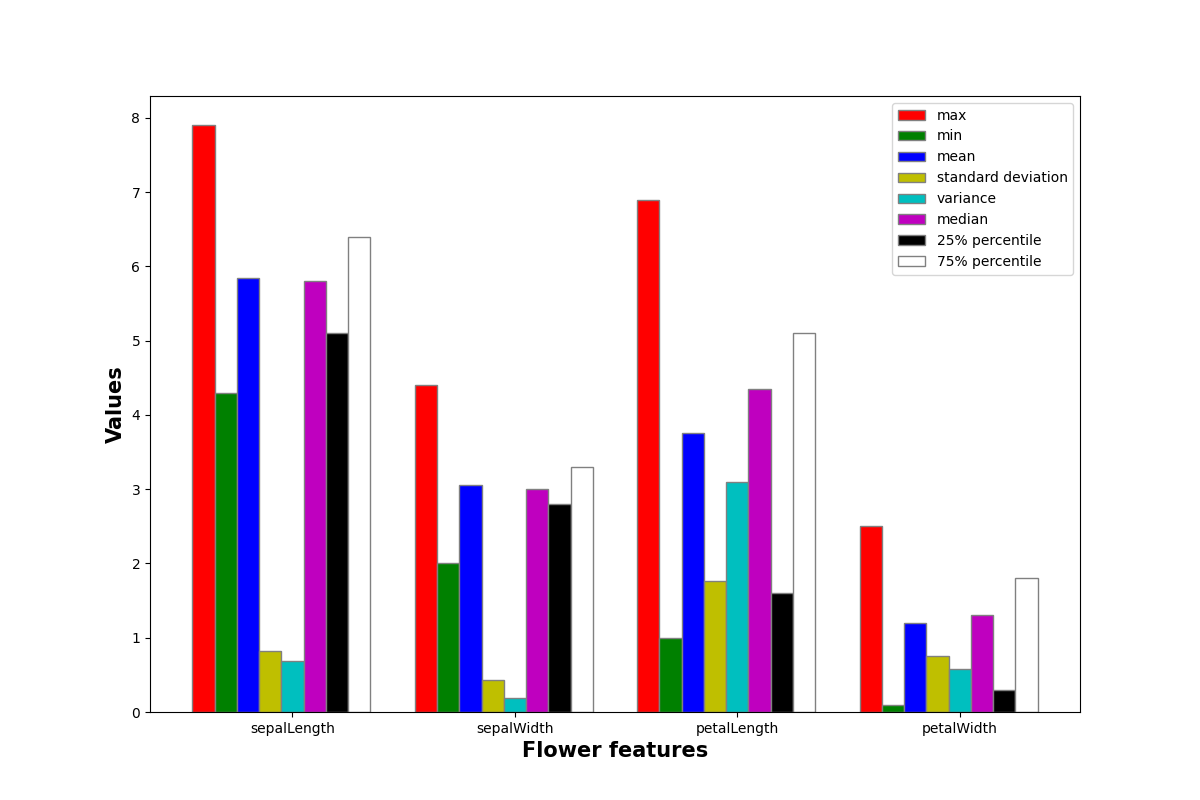 8
7
6
5
4
3
2
1
0
Values
sepalLength sepalWidth petalLength petalWidth
Flower features
max
min
mean
standard deviation
variance
median
25% percentile
75% percentile